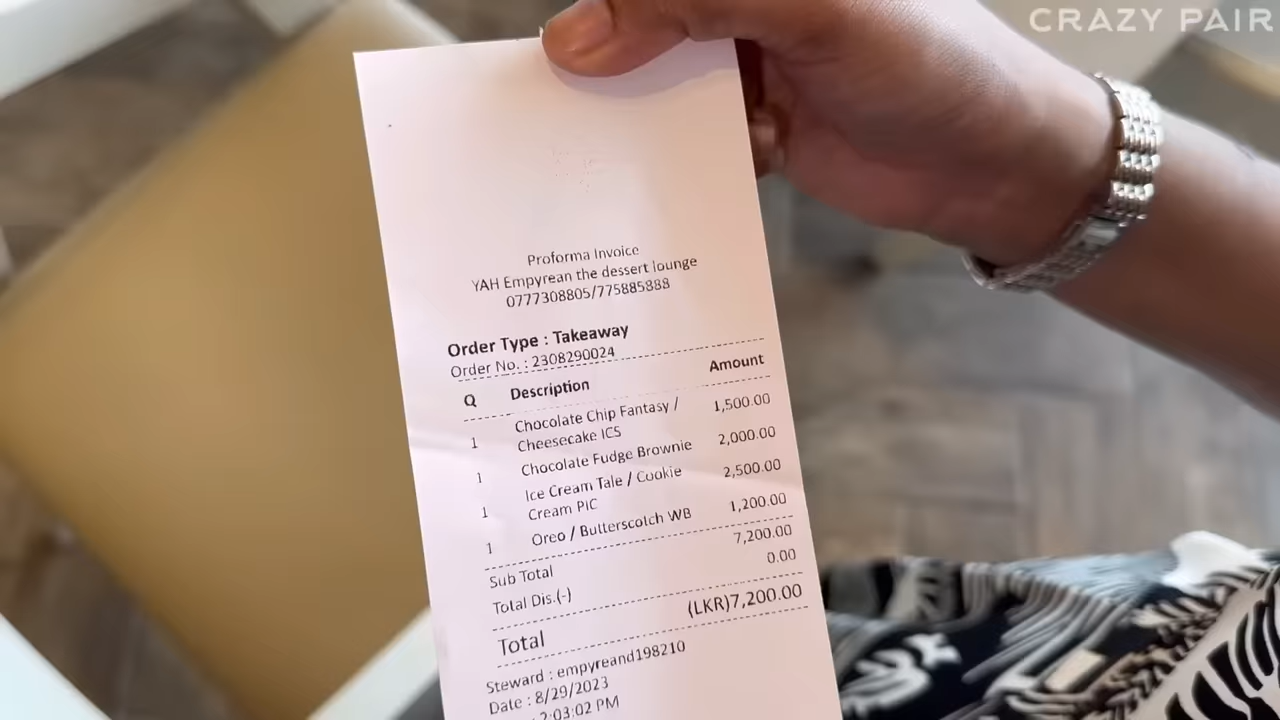 CRAZY PAIR
Proforma Invoice
YAH Empyrean the dessert lounge
0777308805/775885888
Order Type : Takeaway
Order No. : 2308290024
Q Description Amount
1 Chocolate Chip Fantasy / 1,500.00
Cheesecake ICS
1 Chocolate Fudge Brownie 2,000.00
1 Ice Cream Tale / Cookie 2,500.00
Cream PIC
1 Oreo / Butterscotch WB 1,200.00
Sub Total 7,200.00
Total Dis.(-) 0.00
Total (LKR)7,200.00
Steward : empyreand198210
Date : 8/29/2023
: 2:03:02 PM